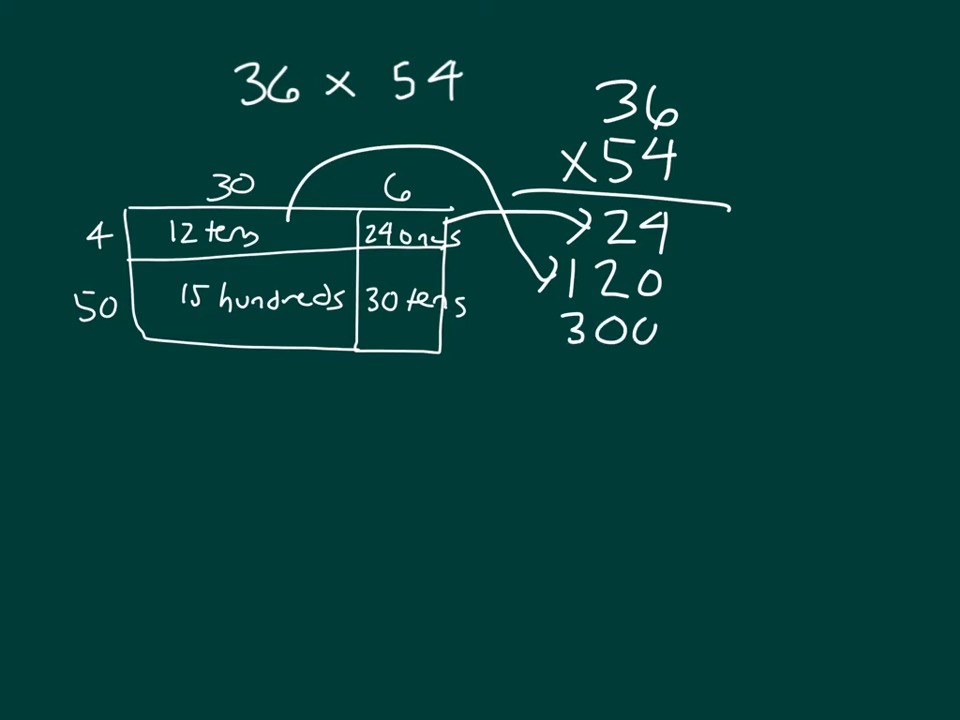 36 x 54
30 6
4 12 tens 24 ones
50 15 hundreds 30 tens
36
x 54
24
120
300